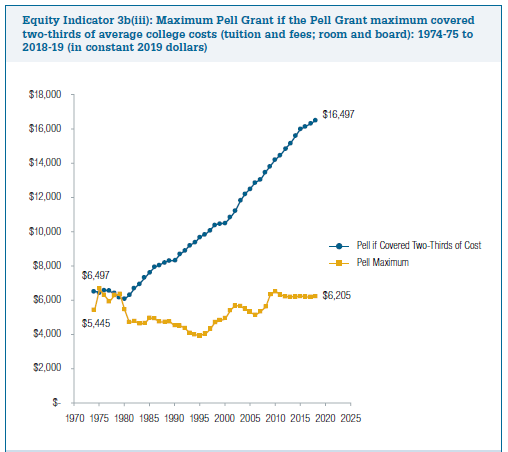 Equity Indicator 3b(iii): Maximum Pell Grant if the Pell Grant maximum covered
two-thirds of average college costs (tuition and fees; room and board): 1974-75 to
2018-19 (in constant 2019 dollars)
$18,000
$16,000
$14,000
$12,000
$10,000
$8,000
$6,000
$4,000
$2,000
$-
$16,497
$6,497
$5,445
$6,205
Pell if Covered Two-Thirds of Cost
Pell Maximum
1970 1975 1980 1985 1990 1995 2000 2005 2010 2015 2020 2025